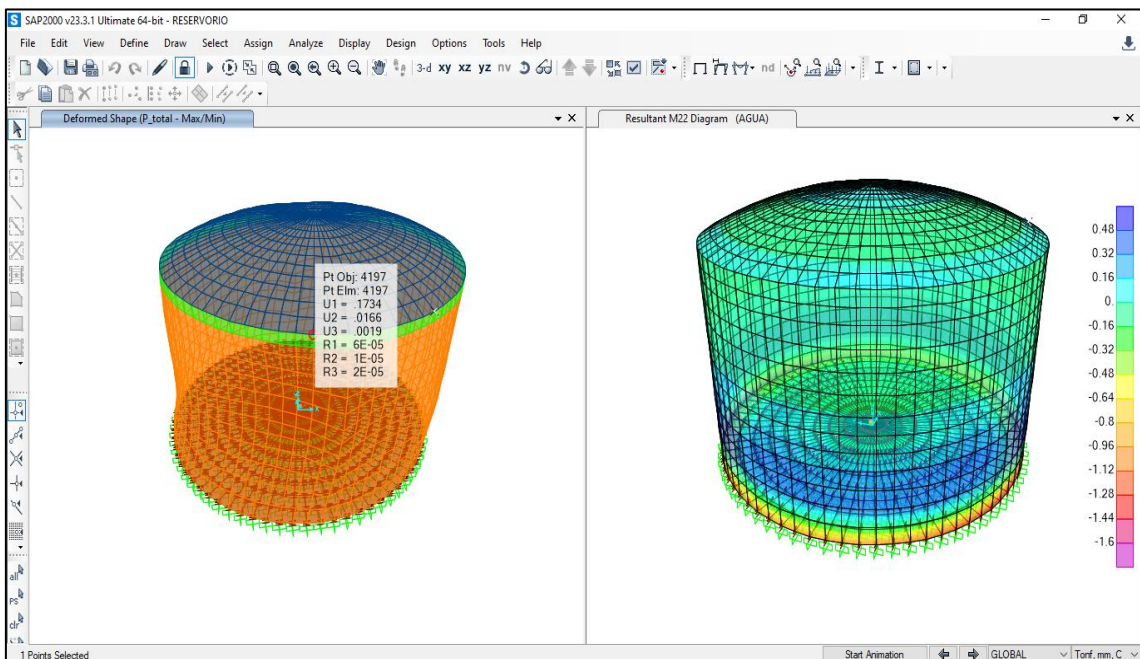 SAP2000 v23.3.1 Ultimate 64-bit - RESERVORIO
File Edit View Define Draw Select Assign Analyze Display Design Options Tools Help
3-d xy xz yz nv nd
Deformed Shape (P_total - Max/Min)
Resultant M22 Diagram (AGUA)
Pt Obj: 4197
Pt Elm: 4197
U1 = .1734
U2 = .0166
U3 = .0019
R1 = 6E-05
R2 = 1E-05
R3 = 2E-05
0.48
0.32
0.16
0.
-0.16
-0.32
-0.48
-0.64
-0.8
-0.96
-1.12
-1.28
-1.44
-1.6
all
PS
clr
1 Points Selected
Start Animation GLOBAL Tonf, mm, C